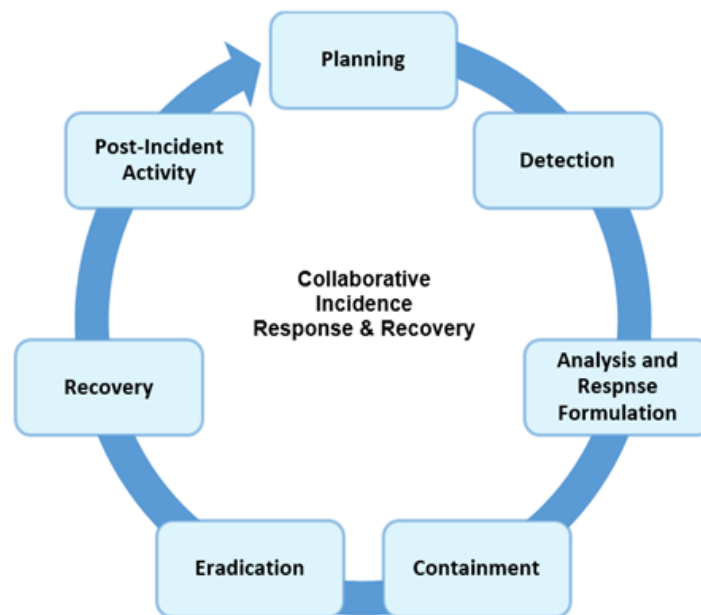 Planning
Detection
Analysis and
Respnse
Formulation
Containment
Eradication
Recovery
Post-Incident
Activity
Collaborative
Incidence
Response & Recovery